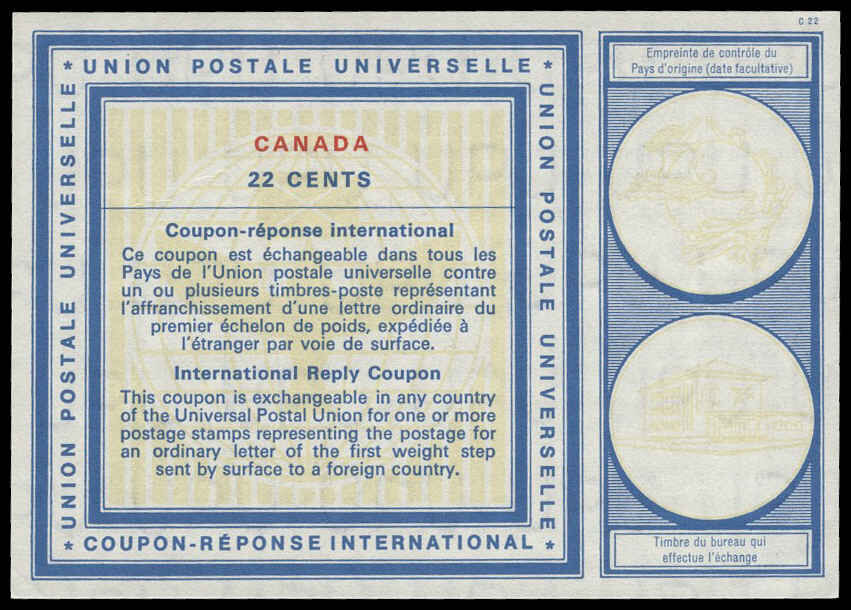 C 22
* UNION POSTALE UNIVERSELLE *
UNION POSTALE UNIVERSELLE
UNION POSTALE UNIVERSELLE
CANADA
22 CENTS
Coupon-réponse international
Ce coupon est échangeable dans tous les
Pays de l'Union postale universelle contre
un ou plusieurs timbres-poste représentant
l'affranchissement d'une lettre ordinaire du
premier échelon de poids, expédiée à
l'étranger par voie de surface.
International Reply Coupon
This coupon is exchangeable in any country
of the Universal Postal Union for one or more
postage stamps representing the postage for
an ordinary letter of the first weight step
sent by surface to a foreign country.
* COUPON-RÉPONSE INTERNATIONAL *
Empreinte de contrôle du
Pays d'origine (date facultative)
Timbre du bureau qui
effectue l'échange